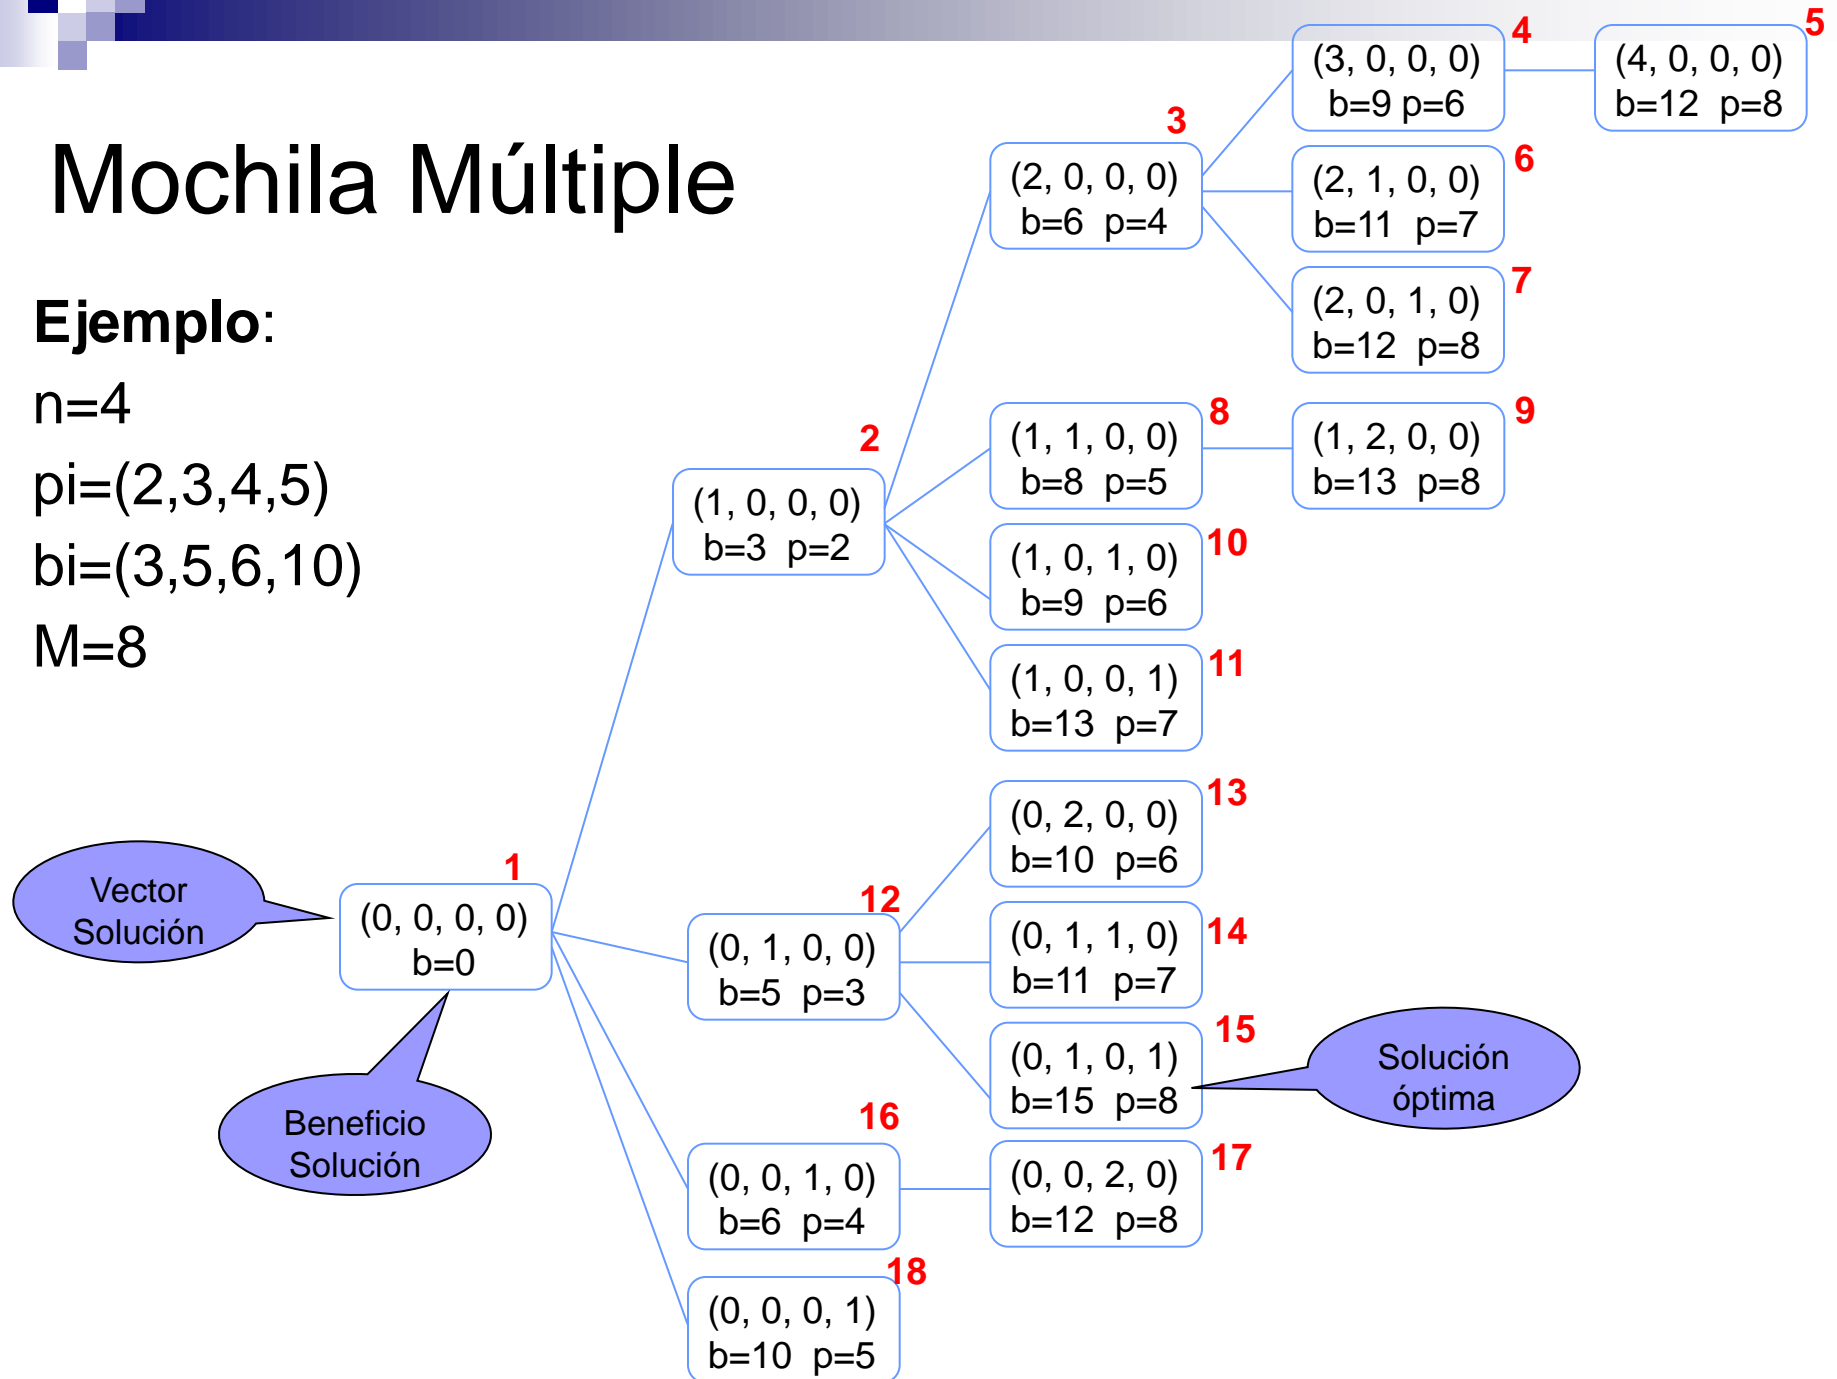 Mochila Múltiple
Ejemplo:
n=4
pi=(2,3,4,5)
bi=(3,5,6,10)
M=8
Vector
Solución
Beneficio
Solución
1
(0, 0, 0, 0)
b=0
2
(1, 0, 0, 0)
b=3 p=2
3
(2, 0, 0, 0)
b=6 p=4
4
(3, 0, 0, 0)
b=9 p=6
5
(4, 0, 0, 0)
b=12 p=8
6
(2, 1, 0, 0)
b=11 p=7
7
(2, 0, 1, 0)
b=12 p=8
8
(1, 1, 0, 0)
b=8 p=5
9
(1, 2, 0, 0)
b=13 p=8
10
(1, 0, 1, 0)
b=9 p=6
11
(1, 0, 0, 1)
b=13 p=7
12
(0, 1, 0, 0)
b=5 p=3
13
(0, 2, 0, 0)
b=10 p=6
14
(0, 1, 1, 0)
b=11 p=7
15
(0, 1, 0, 1)
b=15 p=8
Solución
óptima
16
(0, 0, 1, 0)
b=6 p=4
17
(0, 0, 2, 0)
b=12 p=8
18
(0, 0, 0, 1)
b=10 p=5